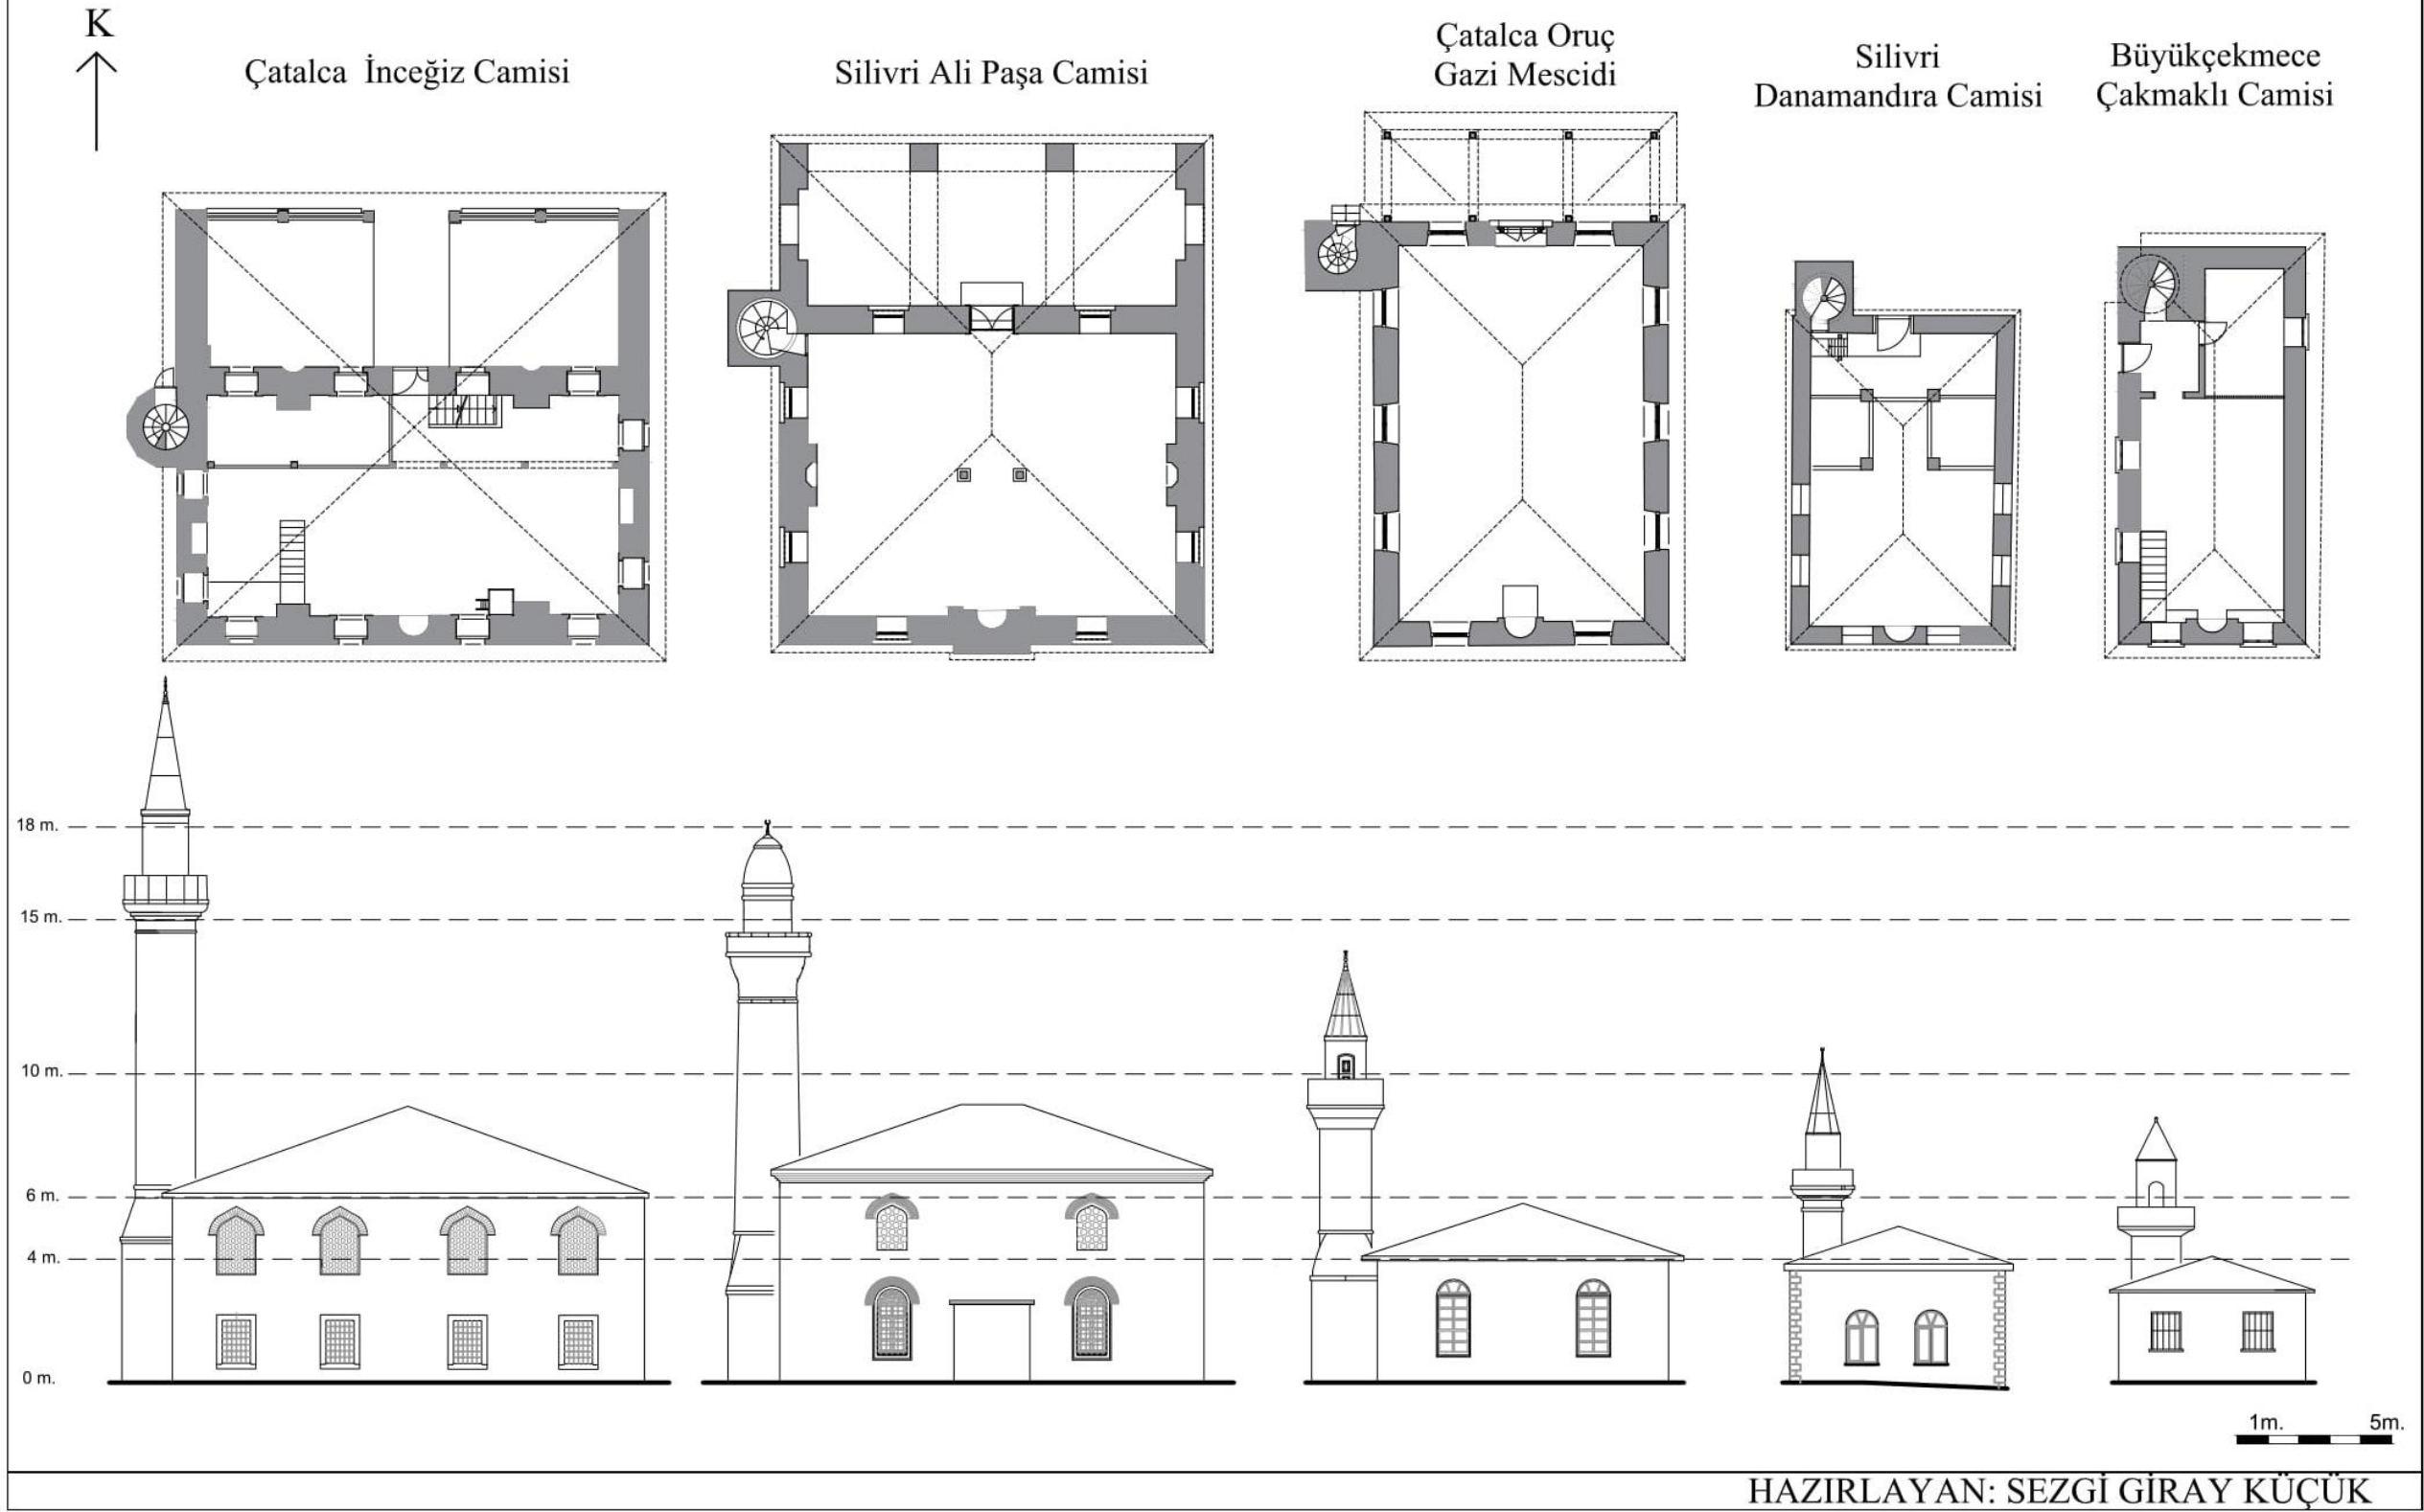 K
Çatalca İnceğiz Camisi
Silivri Ali Paşa Camisi
Çatalca Oruç
Gazi Mescidi
Silivri
Danamandıra Camisi
Büyükçekmece
Çakmaklı Camisi
18 m.
15 m.
10 m.
6 m.
4 m.
0 m.
1m. 5m.
HAZIRLAYAN: SEZGİ GİRAY KÜÇÜK